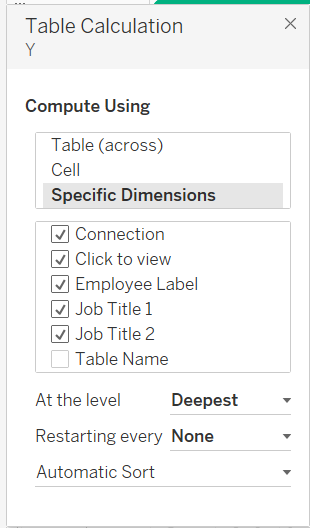 Table Calculation
Y
Compute Using
Table (across)
Cell
Specific Dimensions
Connection
Click to view
Employee Label
Job Title 1
Job Title 2
Table Name
At the level Deepest
Restarting every None
Automatic Sort